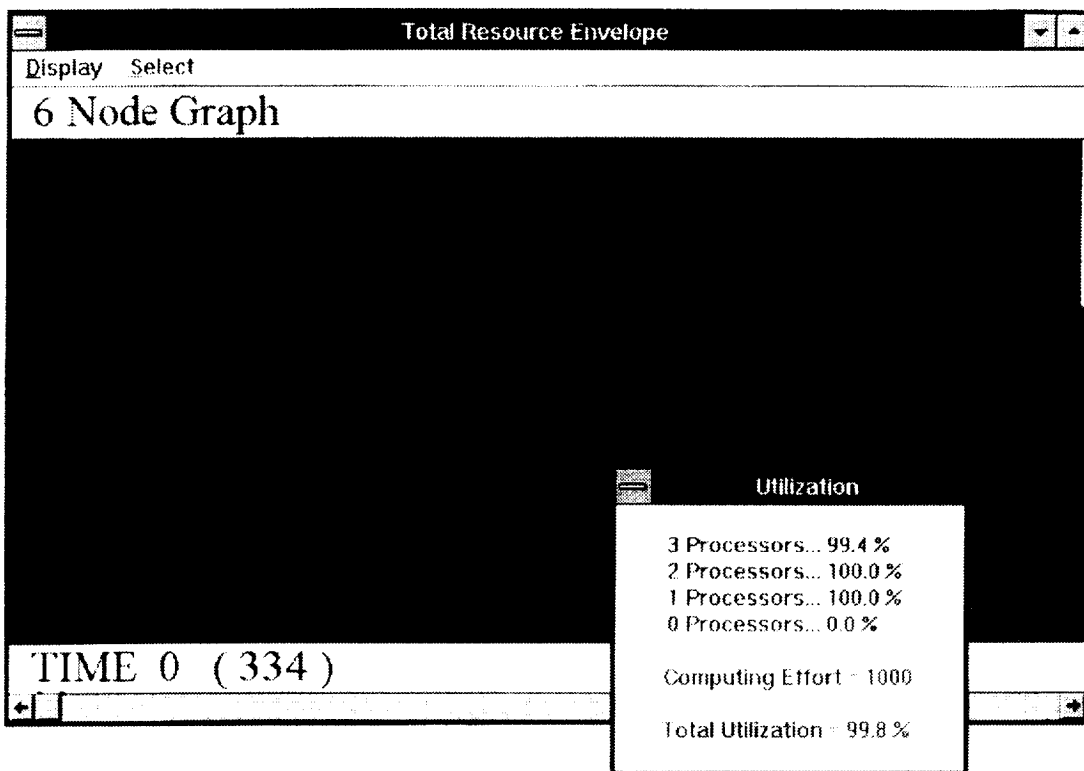 Total Resource Envelope
Display Select
6 Node Graph
Utilization
3 Processors... 99.4 %
2 Processors... 100.0 %
1 Processors... 100.0 %
0 Processors... 0.0 %
Computing Effort = 1000
Total Utilization = 99.8 %
TIME 0 ( 334 )